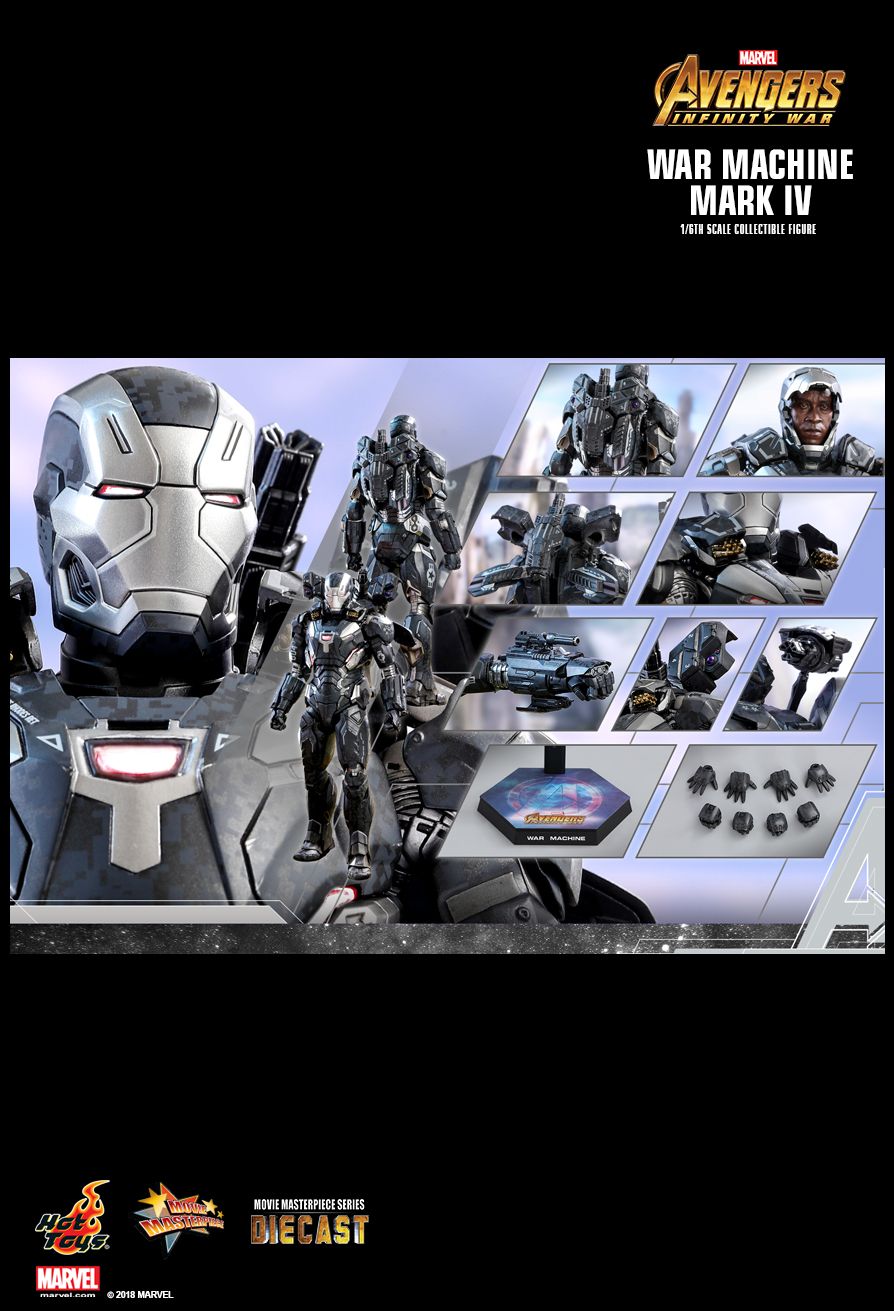 MARVEL
AVENGERS
INFINITY WAR
WAR MACHINE
MARK IV
1/6TH SCALE COLLECTIBLE FIGURE
AVENGERS
WAR MACHINE
Hot Toys
MOVIE MASTERPIECE
MOVIE MASTERPIECE SERIES
DIECAST
MARVEL
marvel.com
© 2018 MARVEL